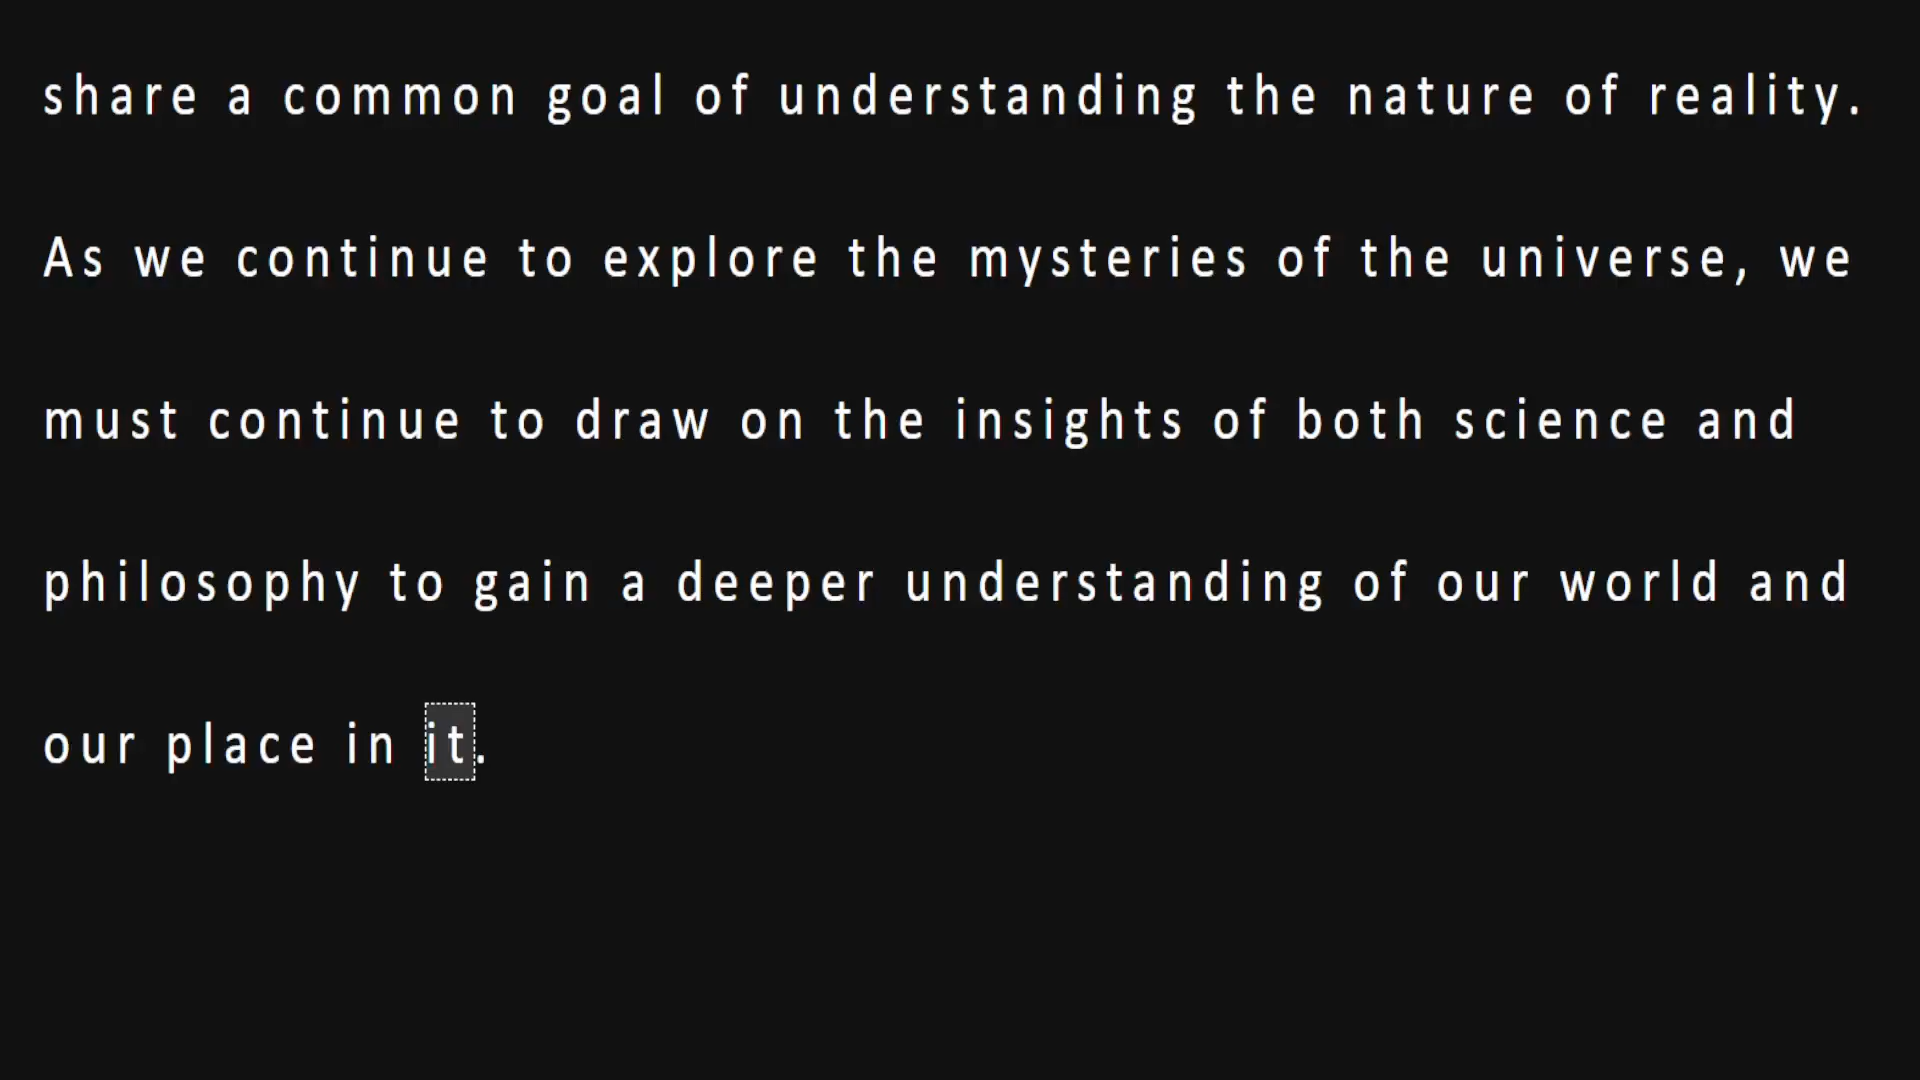 share a common goal of understanding the nature of reality.
As we continue to explore the mysteries of the universe, we
must continue to draw on the insights of both science and
philosophy to gain a deeper understanding of our world and
our place in it.